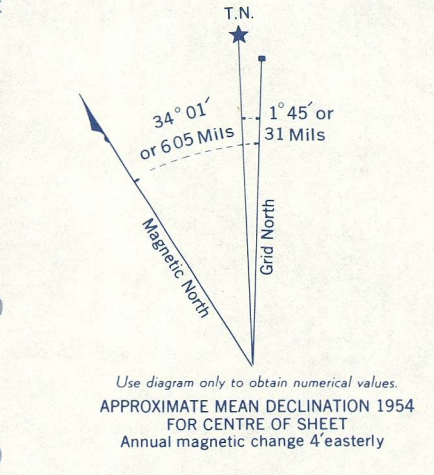 T.N.
34° 01′
or 605 Mils
1° 45′ or
31 Mils
Magnetic North
Grid North
Use diagram only to obtain numerical values.
APPROXIMATE MEAN DECLINATION 1954
FOR CENTRE OF SHEET
Annual magnetic change 4′ easterly